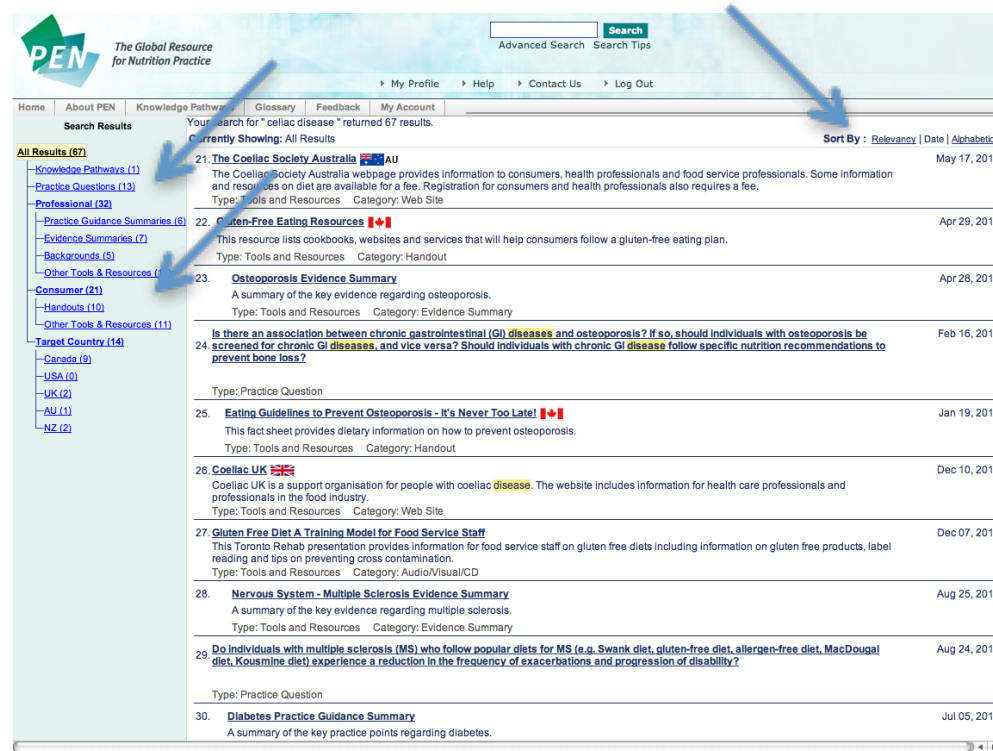 PEN
The Global Resource
for Nutrition Practice
Search
Advanced Search Search Tips
My Profile Help Contact Us Log Out
Home About PEN Knowledge Pathways Glossary Feedback My Account
Search Results
All Results (67)
Knowledge Pathways (1)
Practice Questions (13)
Professional (32)
Practice Guidance Summaries (6)
Evidence Summaries (7)
Backgrounds (5)
Other Tools & Resources
Consumer (21)
Handouts (10)
Other Tools & Resources (11)
Target Country (14)
Canada (9)
USA (0)
UK (2)
AU (1)
NZ (2)
Your search for " celiac disease " returned 67 results.
Currently Showing: All Results Sort By : Relevancy | Date | Alphabetic
21. The Coeliac Society Australia AU May 17, 201
The Coeliac Society Australia webpage provides information to consumers, health professionals and food service professionals. Some information
and resources on diet are available for a fee. Registration for consumers and health professionals also requires a fee.
Type: Tools and Resources Category: Web Site
22. Gluten-Free Eating Resources Apr 29, 201
This resource lists cookbooks, websites and services that will help consumers follow a gluten-free eating plan.
Type: Tools and Resources Category: Handout
23. Osteoporosis Evidence Summary Apr 28, 201
A summary of the key evidence regarding osteoporosis.
Type: Tools and Resources Category: Evidence Summary
Is there an association between chronic gastrointestinal (GI) diseases and osteoporosis? If so, should individuals with osteoporosis be Feb 16, 201
24. screened for chronic GI diseases, and vice versa? Should individuals with chronic GI disease follow specific nutrition recommendations to
prevent bone loss?
Type: Practice Question
25. Eating Guidelines to Prevent Osteoporosis - It's Never Too Late! Jan 19, 201
This fact sheet provides dietary information on how to prevent osteoporosis.
Type: Tools and Resources Category: Handout
26. Coeliac UK Dec 10, 201
Coeliac UK is a support organisation for people with coeliac disease. The website includes information for health care professionals and
professionals in the food industry.
Type: Tools and Resources Category: Web Site
27. Gluten Free Diet A Training Model for Food Service Staff Dec 07, 201
This Toronto Rehab presentation provides information for food service staff on gluten free diets including information on gluten free products, label
reading and tips on preventing cross contamination.
Type: Tools and Resources Category: Audio/Visual/CD
28. Nervous System - Multiple Sclerosis Evidence Summary Aug 25, 201
A summary of the key evidence regarding multiple sclerosis.
Type: Tools and Resources Category: Evidence Summary
29. Do individuals with multiple sclerosis (MS) who follow popular diets for MS (e.g. Swank diet, gluten-free diet, allergen-free diet, MacDougal Aug 24, 201
diet, Kousmine diet) experience a reduction in the frequency of exacerbations and progression of disability?
Type: Practice Question
30. Diabetes Practice Guidance Summary Jul 05, 201
A summary of the key practice points regarding diabetes.